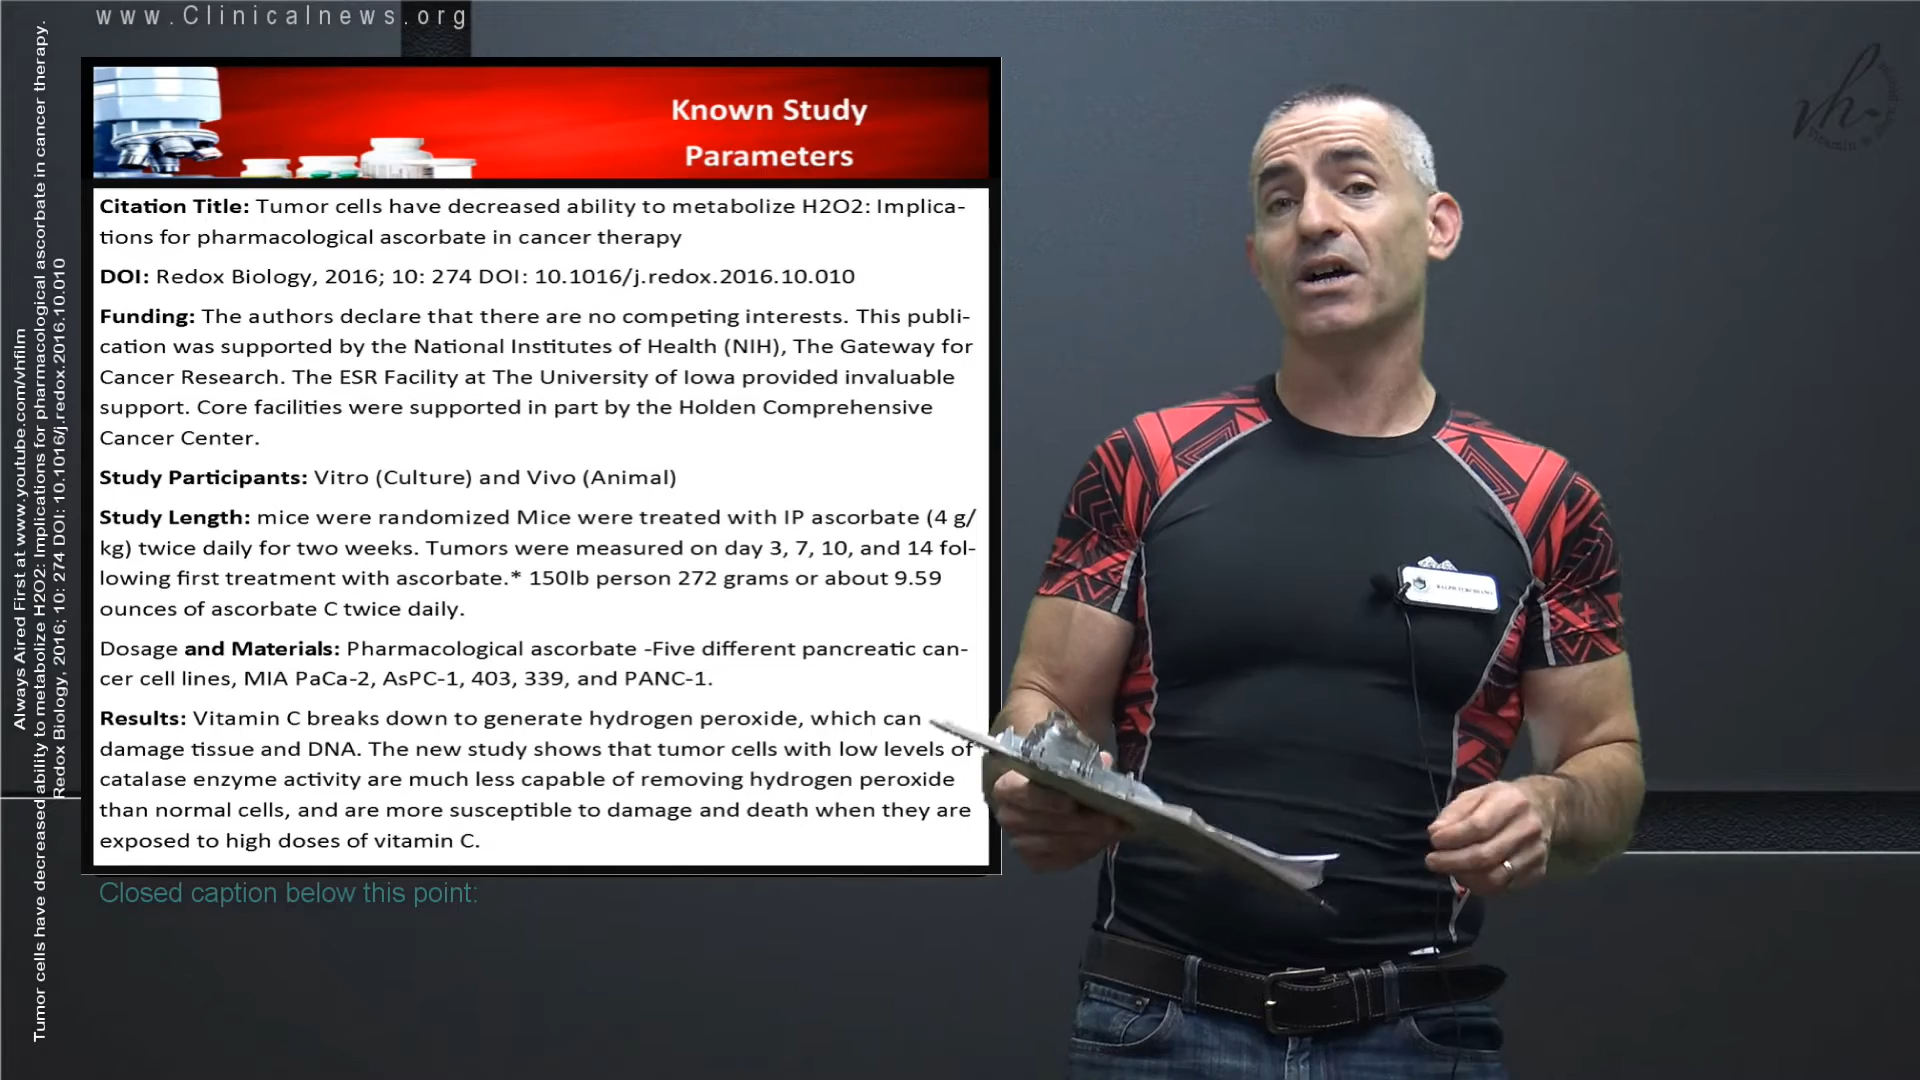 www.Clinicalnews.org
Always Aired First at www.youtube.com/vhfilm
Tumor cells have decreased ability to metabolize H2O2: Implications for pharmacological ascorbate in cancer therapy.
Redox Biology, 2016; 10: 274 DOI: 10.1016/j.redox.2016.10.010
Known Study
Parameters
Citation Title: Tumor cells have decreased ability to metabolize H2O2: Implica-
tions for pharmacological ascorbate in cancer therapy
DOI: Redox Biology, 2016; 10: 274 DOI: 10.1016/j.redox.2016.10.010
Funding: The authors declare that there are no competing interests. This publi-
cation was supported by the National Institutes of Health (NIH), The Gateway for
Cancer Research. The ESR Facility at The University of Iowa provided invaluable
support. Core facilities were supported in part by the Holden Comprehensive
Cancer Center.
Study Participants: Vitro (Culture) and Vivo (Animal)
Study Length: mice were randomized Mice were treated with IP ascorbate (4 g/
kg) twice daily for two weeks. Tumors were measured on day 3, 7, 10, and 14 fol-
lowing first treatment with ascorbate.* 150lb person 272 grams or about 9.59
ounces of ascorbate C twice daily.
Dosage and Materials: Pharmacological ascorbate -Five different pancreatic can-
cer cell lines, MIA PaCa-2, AsPC-1, 403, 339, and PANC-1.
Results: Vitamin C breaks down to generate hydrogen peroxide, which can
damage tissue and DNA. The new study shows that tumor cells with low levels of
catalase enzyme activity are much less capable of removing hydrogen peroxide
than normal cells, and are more susceptible to damage and death when they are
exposed to high doses of vitamin C.
Closed caption below this point:
vh-